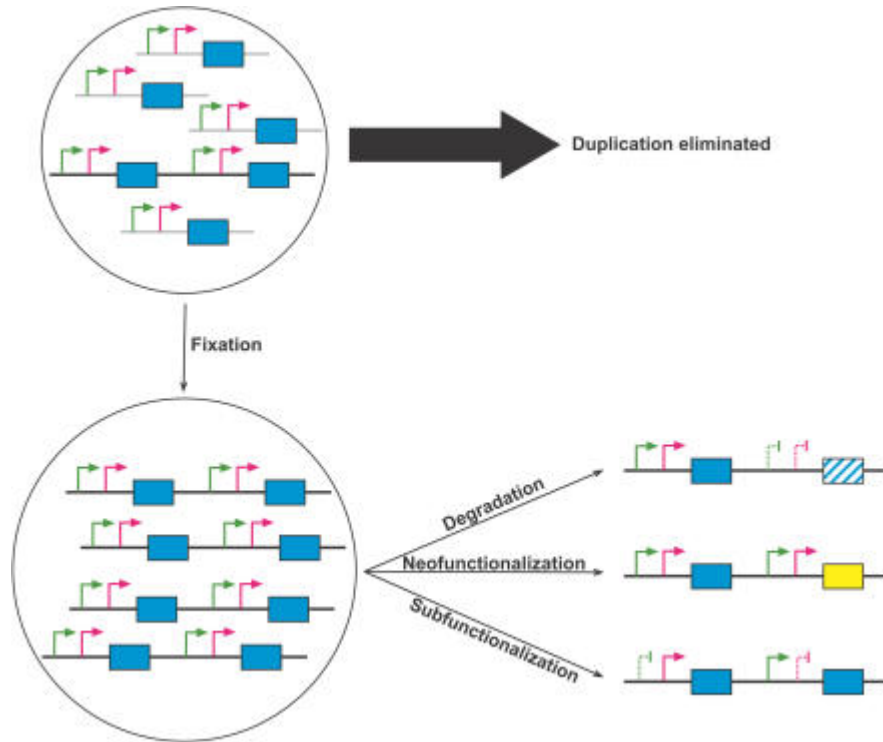 Duplication eliminated
Fixation
Degradation
Neofunctionalization
Subfunctionalization